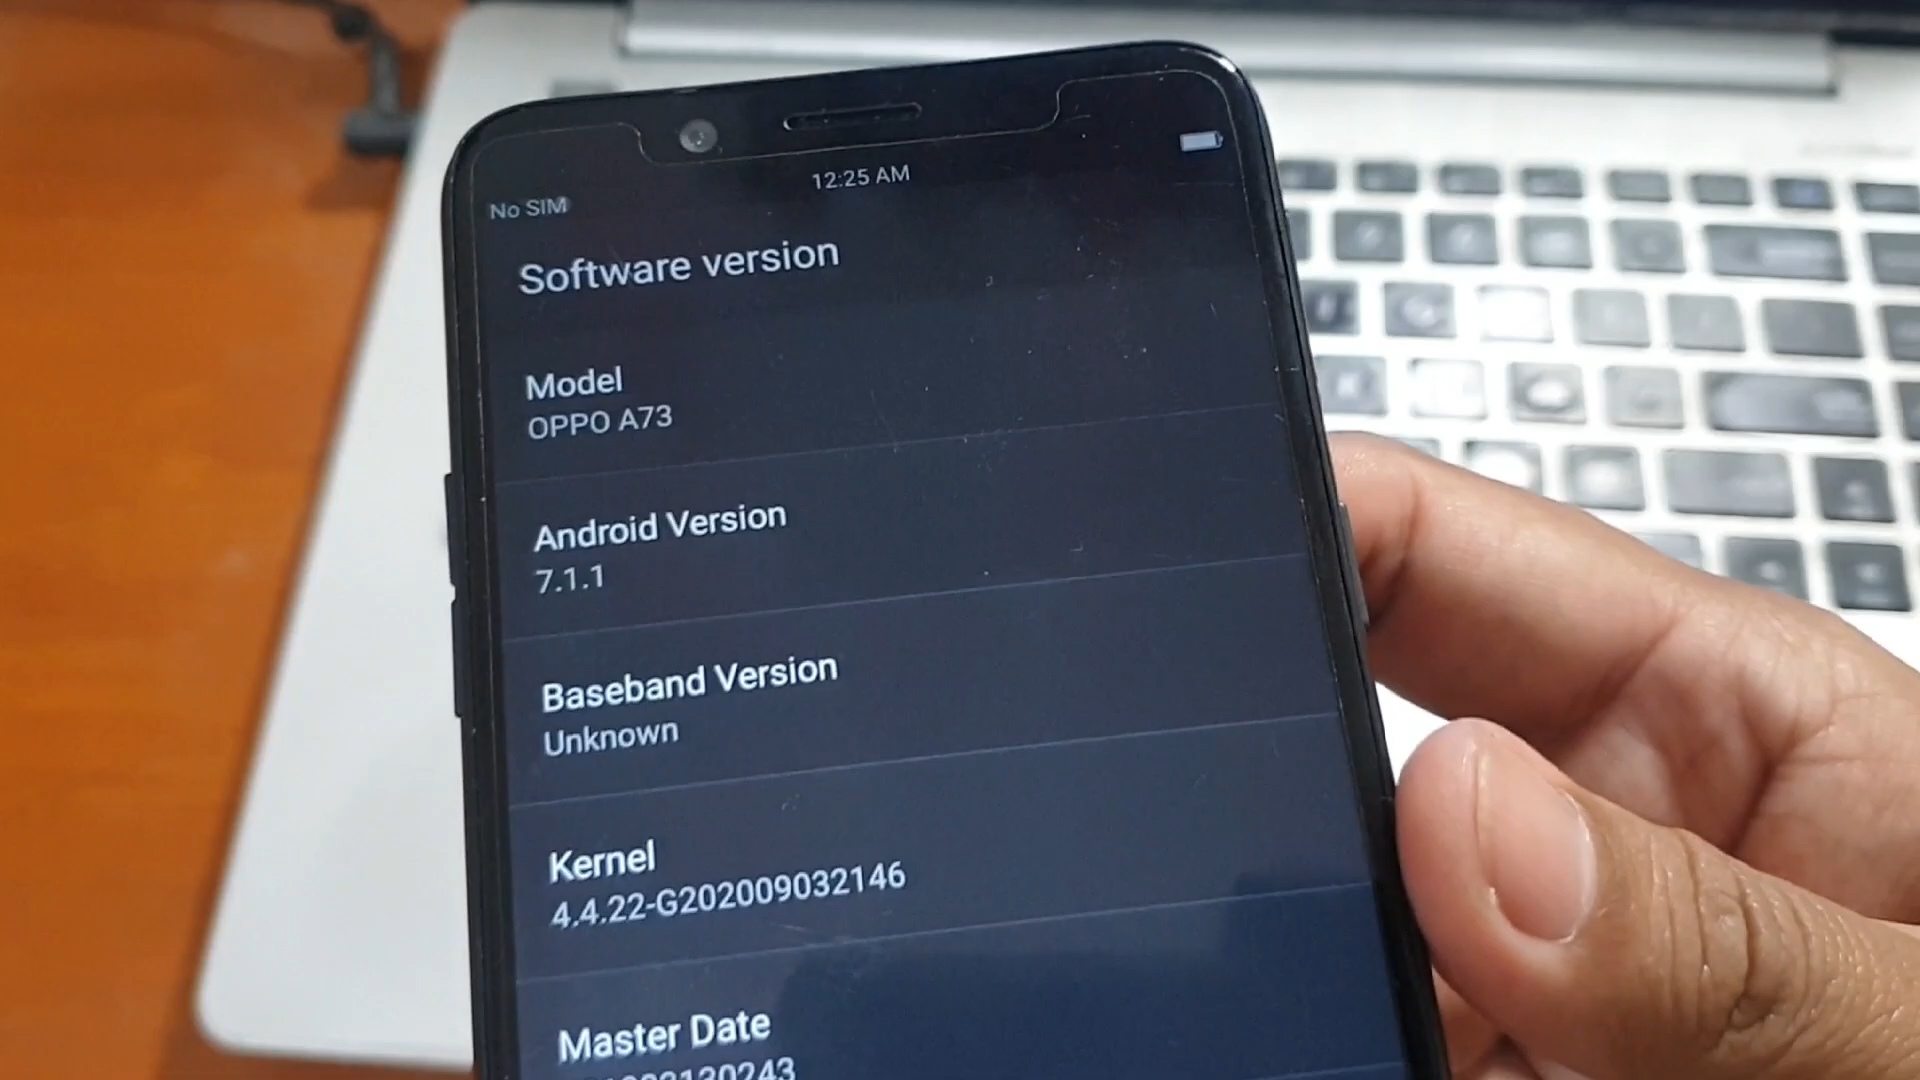 12:25 AM
No SIM
Software version
Model
OPPO A73
Android Version
7.1.1
Baseband Version
Unknown
Kernel
4.4.22-G202009032146
Master Date